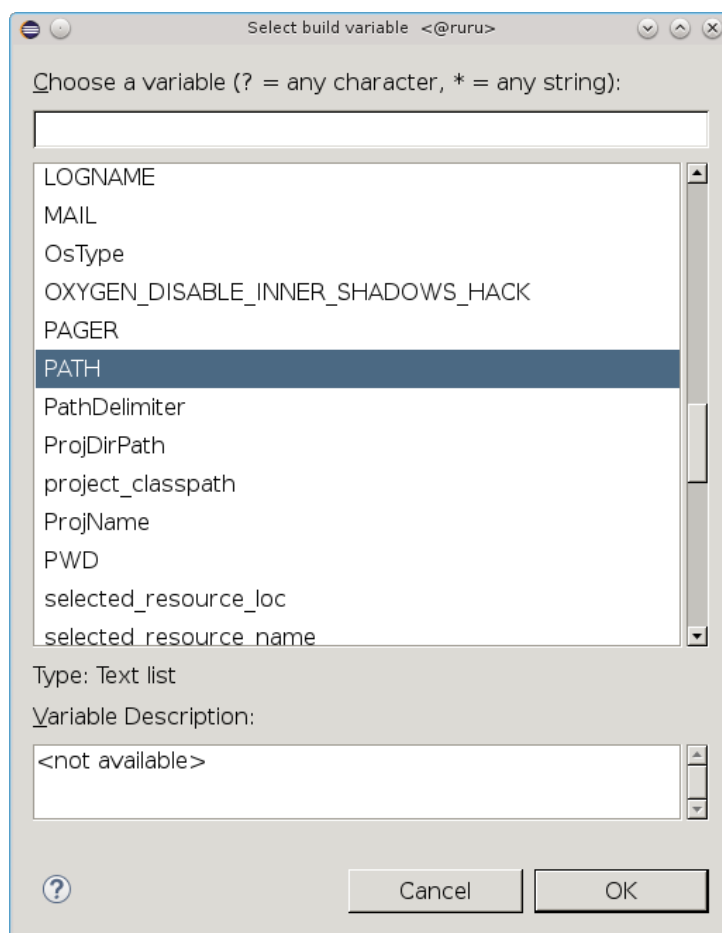 Select build variable <@ruru>
Choose a variable (? = any character, * = any string):
LOGNAME
MAIL
OsType
OXYGEN_DISABLE_INNER_SHADOWS_HACK
PAGER
PATH
PathDelimiter
ProjDirPath
project_classpath
ProjName
PWD
selected_resource_loc
selected_resource_name
Type: Text list
Variable Description:
<not available>
?
Cancel
OK